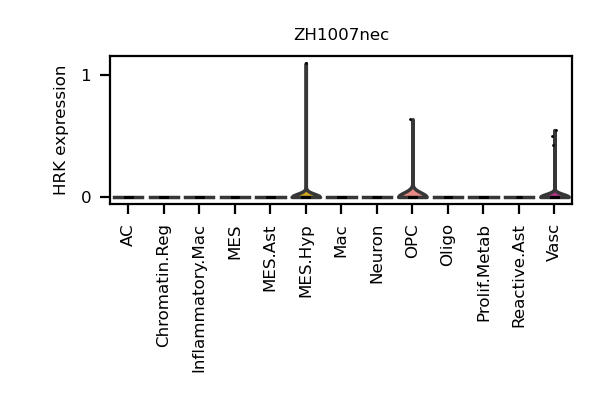 ZH1007nec
HRK expression
1
0
AC
Chromatin.Reg
Inflammatory.Mac
MES
MES.Ast
MES.Hyp
Mac
Neuron
OPC
Oligo
Prolif.Metab
Reactive.Ast
Vasc